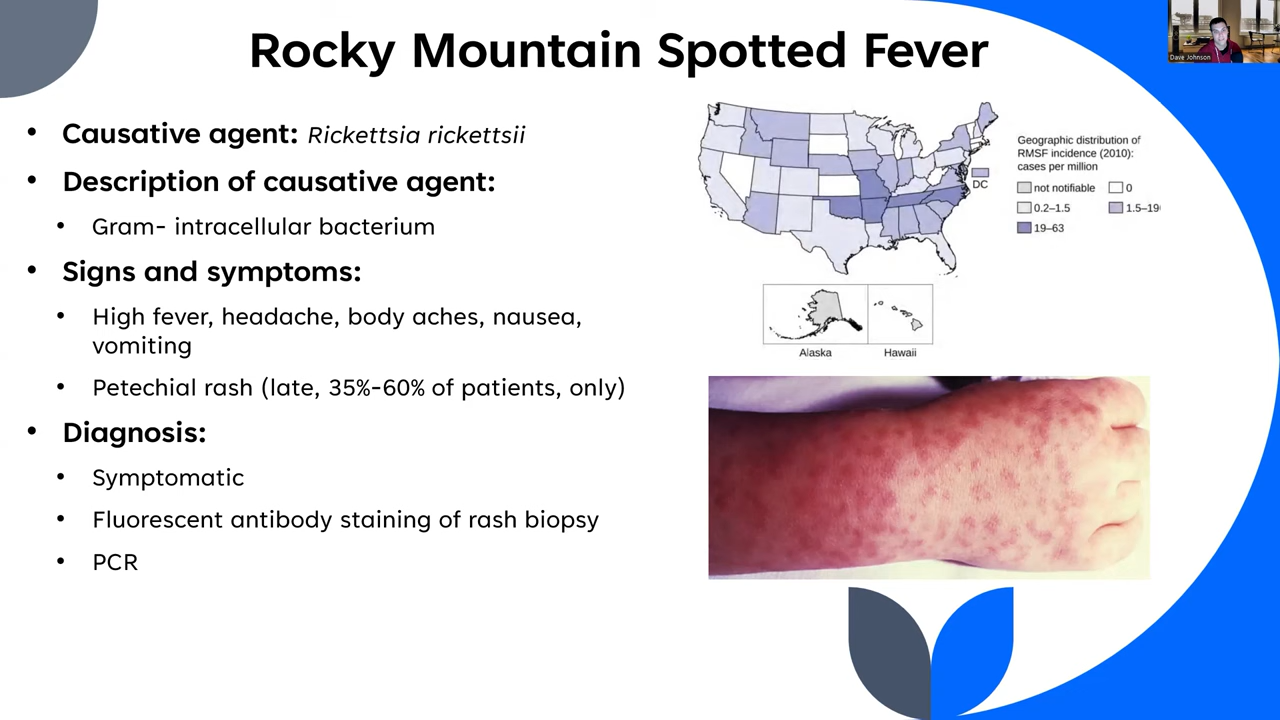 Rocky Mountain Spotted Fever
Dave Johnson
• Causative agent: Rickettsia rickettsii
• Description of causative agent:
• Gram- intracellular bacterium
• Signs and symptoms:
• High fever, headache, body aches, nausea,
vomiting
• Petechial rash (late, 35%-60% of patients, only)
• Diagnosis:
• Symptomatic
• Fluorescent antibody staining of rash biopsy
• PCR
DC
Geographic distribution of
RMSF incidence (2010):
cases per million
not notifiable 0
0.2–1.5 1.5–19
19–63
Alaska Hawaii